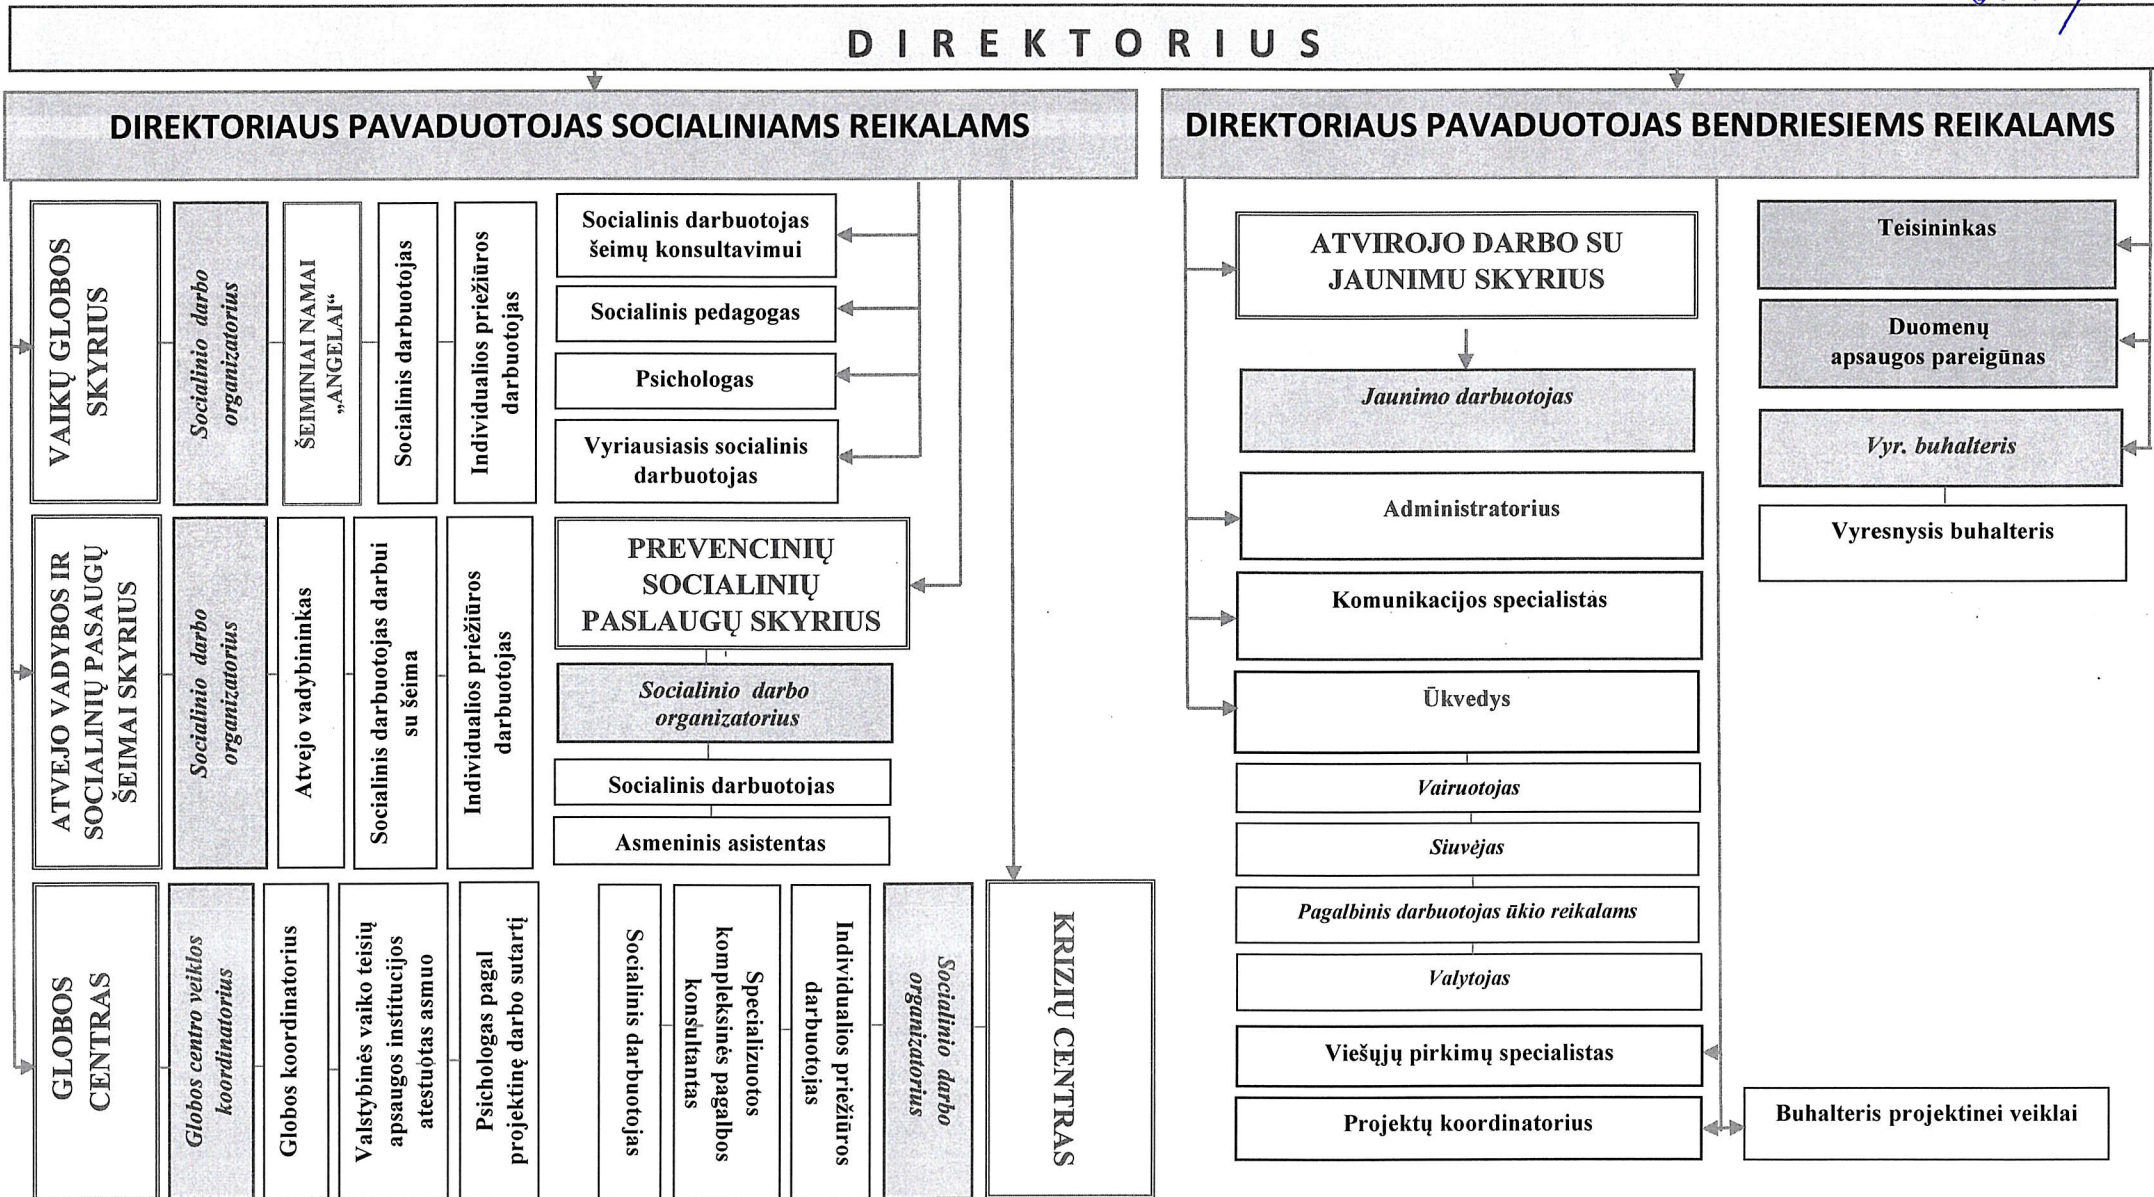 DIREKTORIUS
DIREKTORIAUS PAVADUOTOJAS SOCIALINIAMS REIKALAMS
DIREKTORIAUS PAVADUOTOJAS BENDRIESIEMS REIKALAMS
VAIKŲ GLOBOS
SKYRIUS
Socialinio darbo
organizatorius
ŠEIMINIAI NAMAI
„ANGELAI“
Socialinis darbuotojas
Individualios priežiūros
darbuotojas
Socialinis darbuotojas
šeimų konsultavimui
Socialinis pedagogas
Psichologas
Vyriausiasis socialinis
darbuotojas
ATVEJO VADYBOS IR
SOCIALINIŲ PASAUGŲ
ŠEIMAI SKYRIUS
Socialinio darbo
organizatorius
Atvejo vadybininkas
Socialinis darbuotojas darbui
su šeima
Individualios priežiūros
darbuotojas
PREVENCINIŲ
SOCIALINIŲ
PASLAUGŲ SKYRIUS
Socialinio darbo
organizatorius
Socialinis darbuotojas
Asmeninis asistentas
GLOBOS
CENTRAS
Globos centro veiklos
koordinatorius
Globos koordinatorius
Valstybinės vaiko teisių
apsaugos institucijos
atestuotas asmuo
Psichologas pagal
projektinę darbo sutartį
Socialinis darbuotojas
Specializuotos
kompleksinės pagalbos
konsultantas
Individualios priežiūros
darbuotojas
Socialinio darbo
organizatorius
KRIZIŲ CENTRAS
ATVIROJO DARBO SU
JAUNIMU SKYRIUS
Jaunimo darbuotojas
Administratorius
Komunikacijos specialistas
Ūkvedys
Vairuotojas
Siuvėjas
Pagalbinis darbuotojas ūkio reikalams
Valytojas
Viešųjų pirkimų specialistas
Projektų koordinatorius
Teisininkas
Duomenų
apsaugos pareigūnas
Vyr. buhalteris
Vyresnysis buhalteris
Buhalteris projektinei veiklai